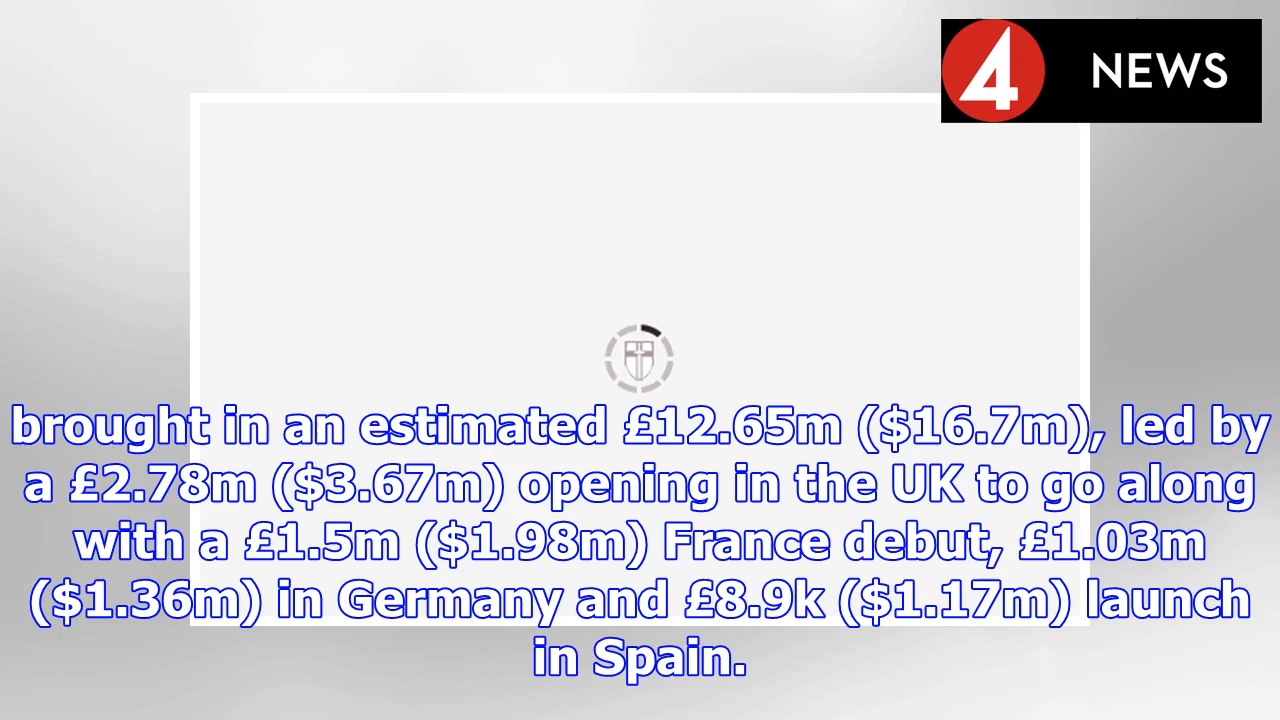 4 NEWS
brought in an estimated £12.65m ($16.7m), led by
a £2.78m ($3.67m) opening in the UK to go along
with a £1.5m ($1.98m) France debut, £1.03m
($1.36m) in Germany and £8.9k ($1.17m) launch
in Spain.